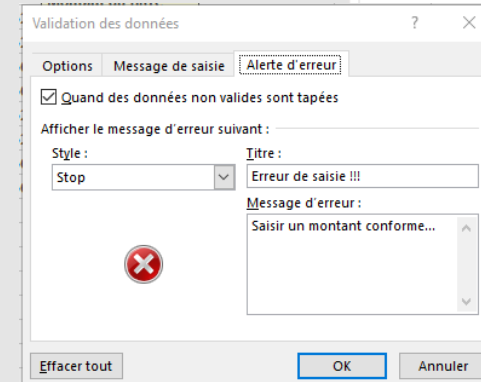 Validation des données ? ×
Options Message de saisie Alerte d'erreur
Quand des données non valides sont tapées
Afficher le message d'erreur suivant :
Style : Titre :
Stop Erreur de saisie !!!
Message d'erreur :
Saisir un montant conforme...
Effacer tout OK Annuler